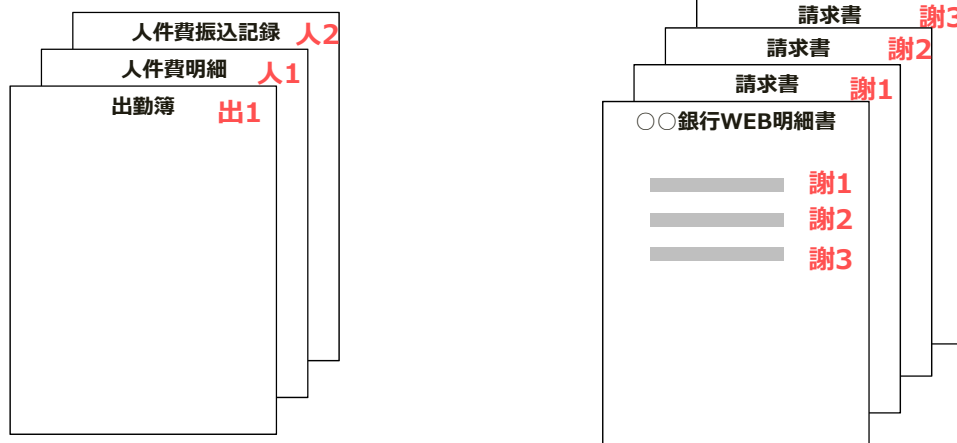 人件費振込記録 人2
人件費明細 人1
出勤簿 出1
請求書 謝3
請求書 謝2
請求書 謝1
○○銀行WEB明細書
謝1
謝2
謝3